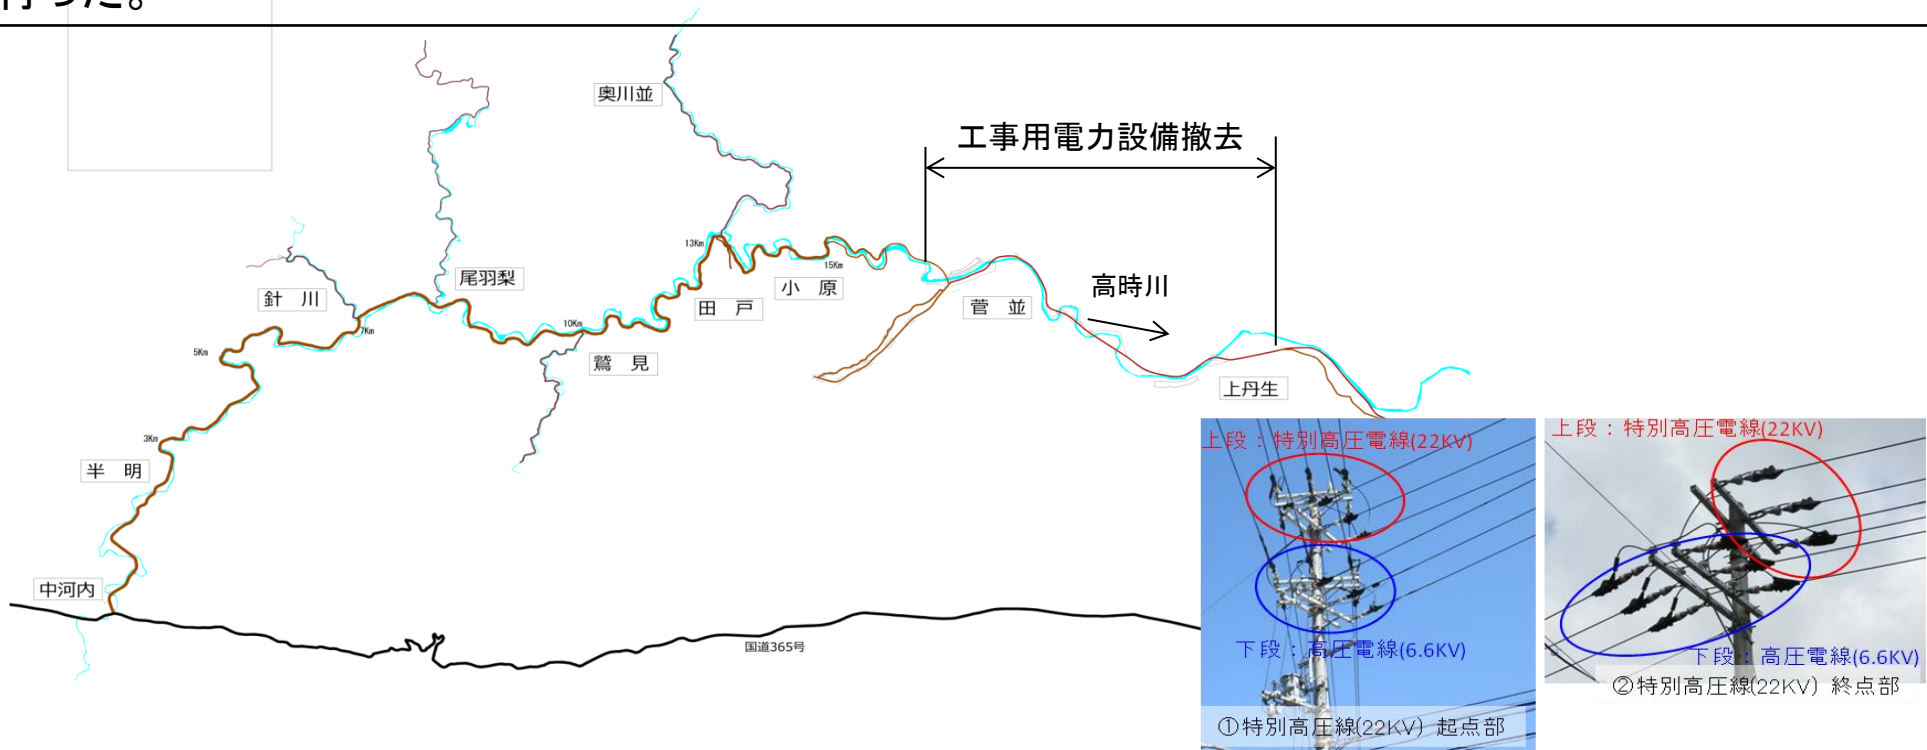 行った。
奥川並
工事用電力設備撤去
13Km
15Km
尾羽梨
高時川
針 川
小 原
田 戸
菅 並
7Km
10Km
5Km
鷲 見
上丹生
3Km
半 明
中河内
国道365号
上段：特別高圧電線(22KV)
下段：高圧電線(6.6KV)
①特別高圧線(22KV) 起点部
上段：特別高圧電線(22KV)
下段：高圧電線(6.6KV)
②特別高圧線(22KV) 終点部